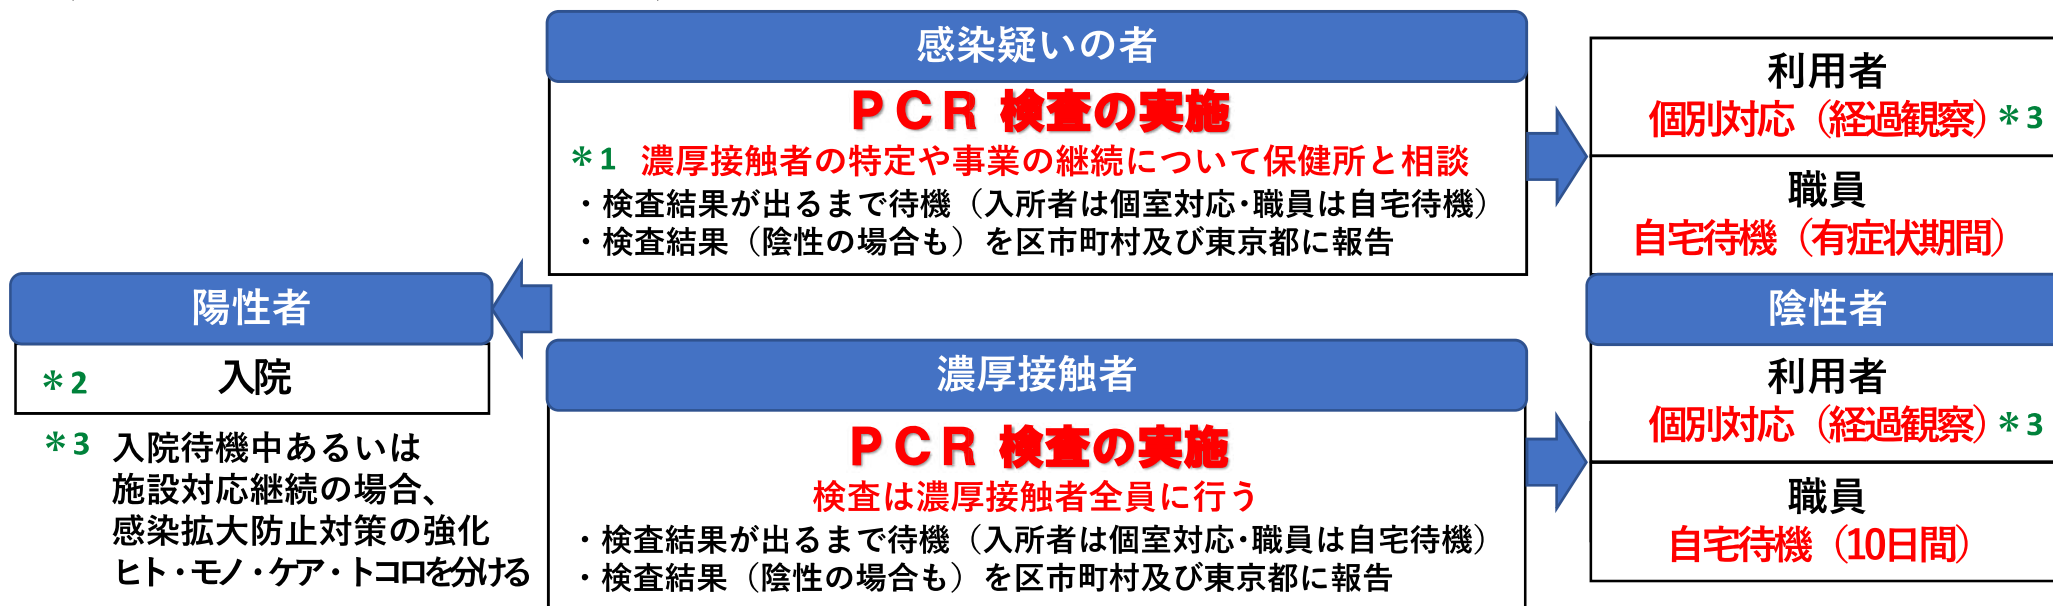 感染疑いの者
PCR 検査の実施
＊1 濃厚接触者の特定や事業の継続について保健所と相談
・検査結果が出るまで待機（入所者は個室対応･職員は自宅待機）
・検査結果（陰性の場合も）を区市町村及び東京都に報告
利用者
個別対応（経過観察）＊3
職員
自宅待機（有症状期間）
陽性者
＊2 入院
＊3 入院待機中あるいは
施設対応継続の場合、
感染拡大防止対策の強化
ヒト・モノ・ケア・トコロを分ける
濃厚接触者
PCR 検査の実施
検査は濃厚接触者全員に行う
・検査結果が出るまで待機（入所者は個室対応･職員は自宅待機）
・検査結果（陰性の場合も）を区市町村及び東京都に報告
陰性者
利用者
個別対応（経過観察）＊3
職員
自宅待機（10日間）